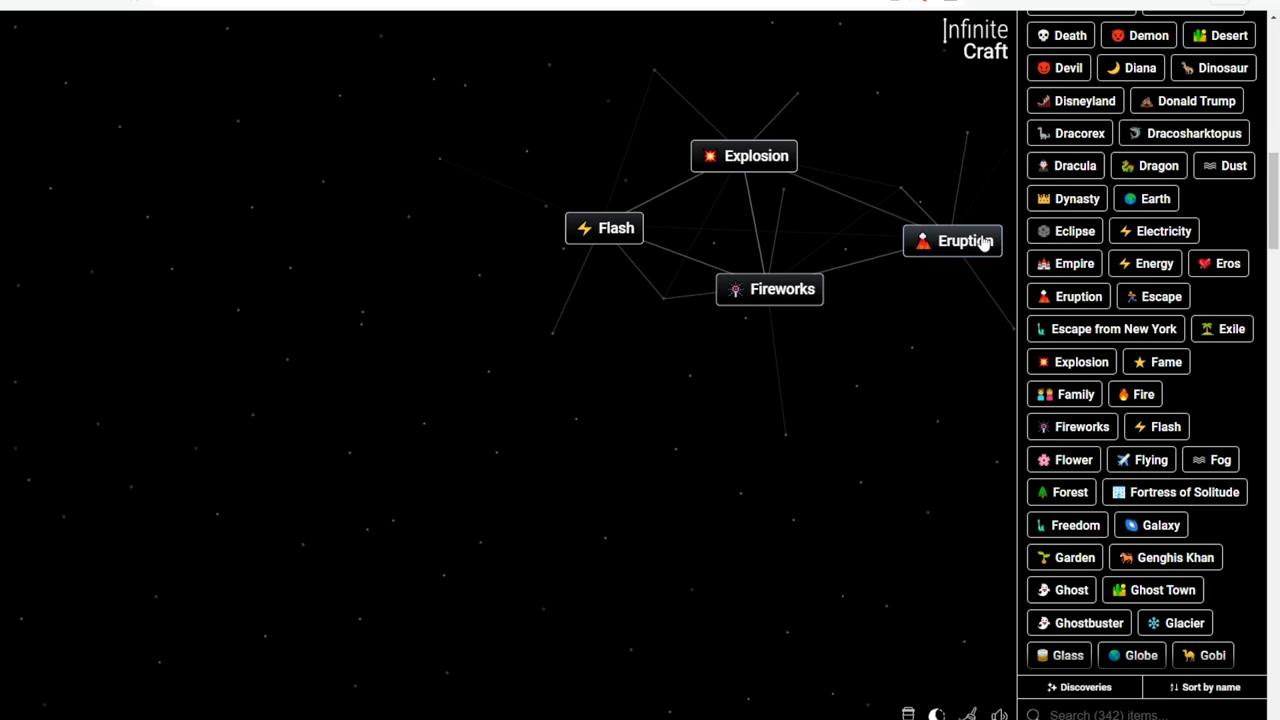 Infinite
Craft
Explosion
Flash
Eruption
Fireworks
Death Demon Desert
Devil Diana Dinosaur
Disneyland Donald Trump
Dracorex Dracosharktopus
Dracula Dragon Dust
Dynasty Earth
Eclipse Electricity
Empire Energy Eros
Eruption Escape
Escape from New York Exile
Explosion Fame
Family Fire
Fireworks Flash
Flower Flying Fog
Forest Fortress of Solitude
Freedom Galaxy
Garden Genghis Khan
Ghost Ghost Town
Ghostbuster Glacier
Glass Globe Gobi
Discoveries Sort by name
Search (342) items...